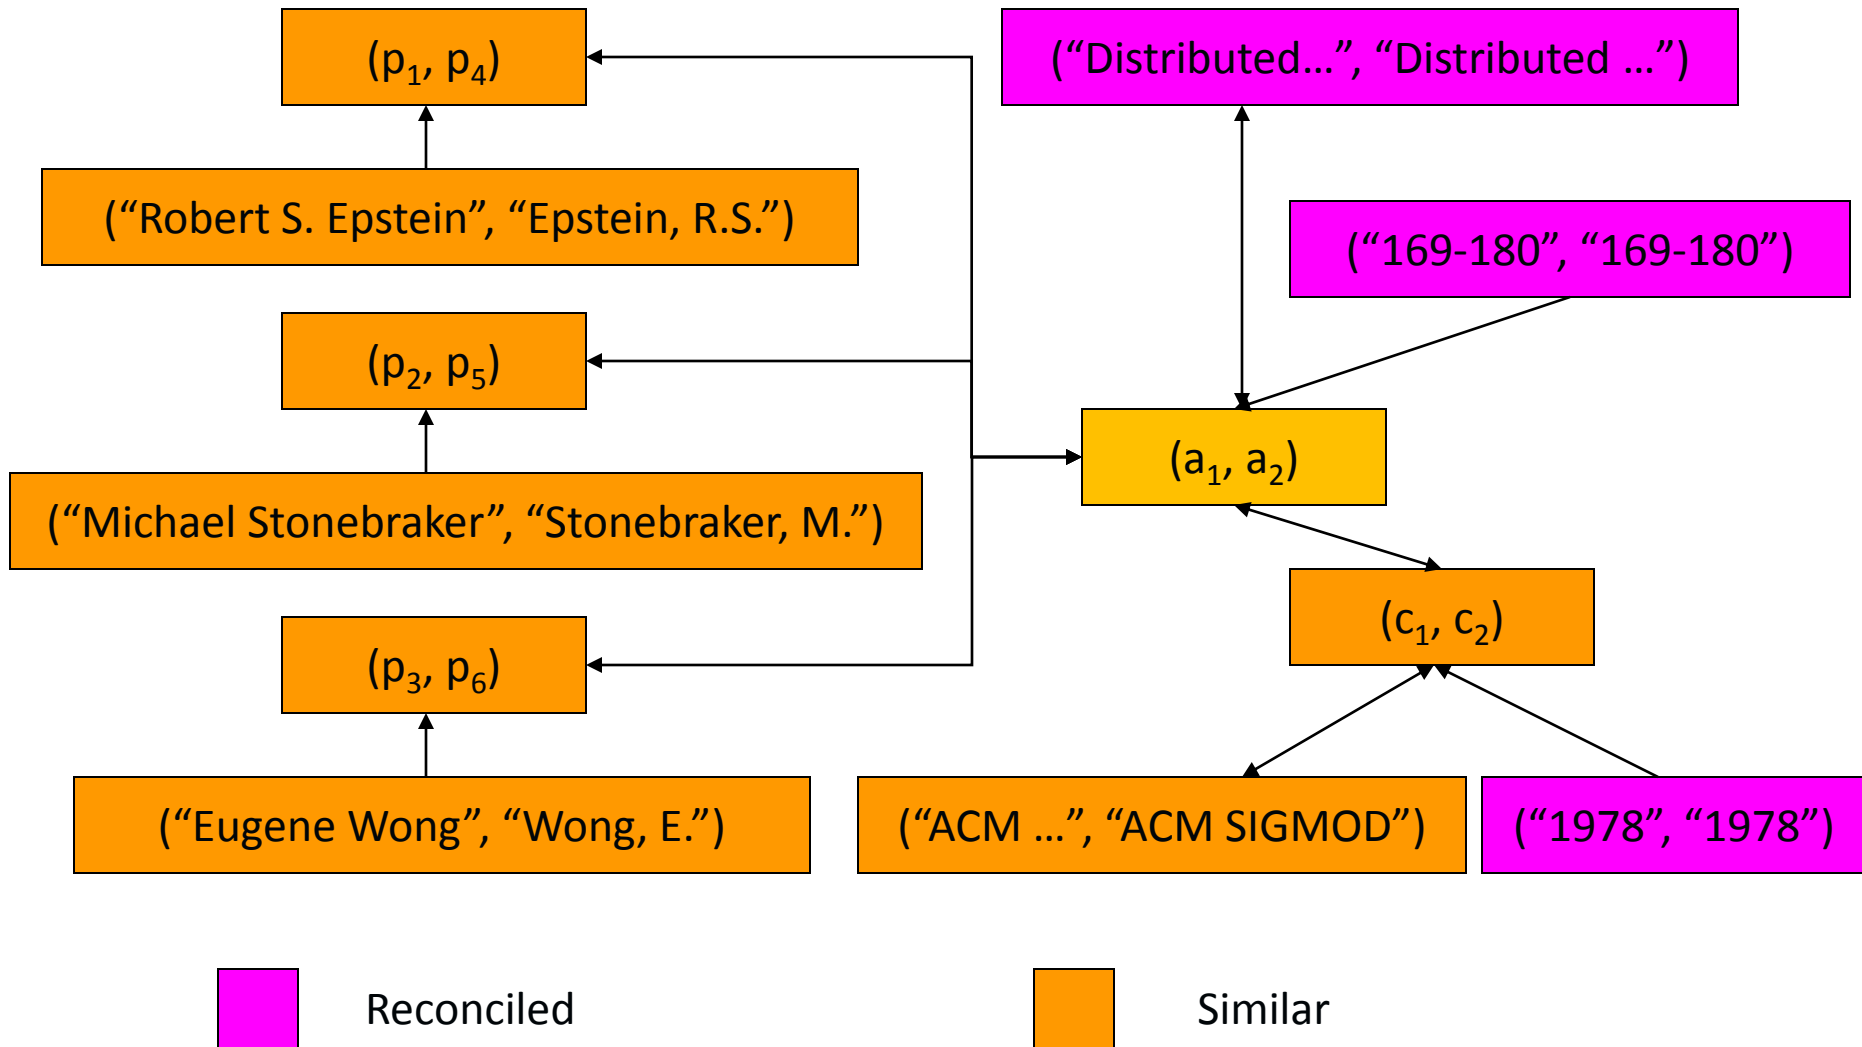 (p₁, p₄)
(“Distributed…”, “Distributed …”)
(“Robert S. Epstein”, “Epstein, R.S.”)
(“169-180”, “169-180”)
(p₂, p₅)
(a₁, a₂)
(“Michael Stonebraker”, “Stonebraker, M.”)
(c₁, c₂)
(p₃, p₆)
(“Eugene Wong”, “Wong, E.”)
(“ACM …”, “ACM SIGMOD”)
(“1978”, “1978”)
Reconciled
Similar